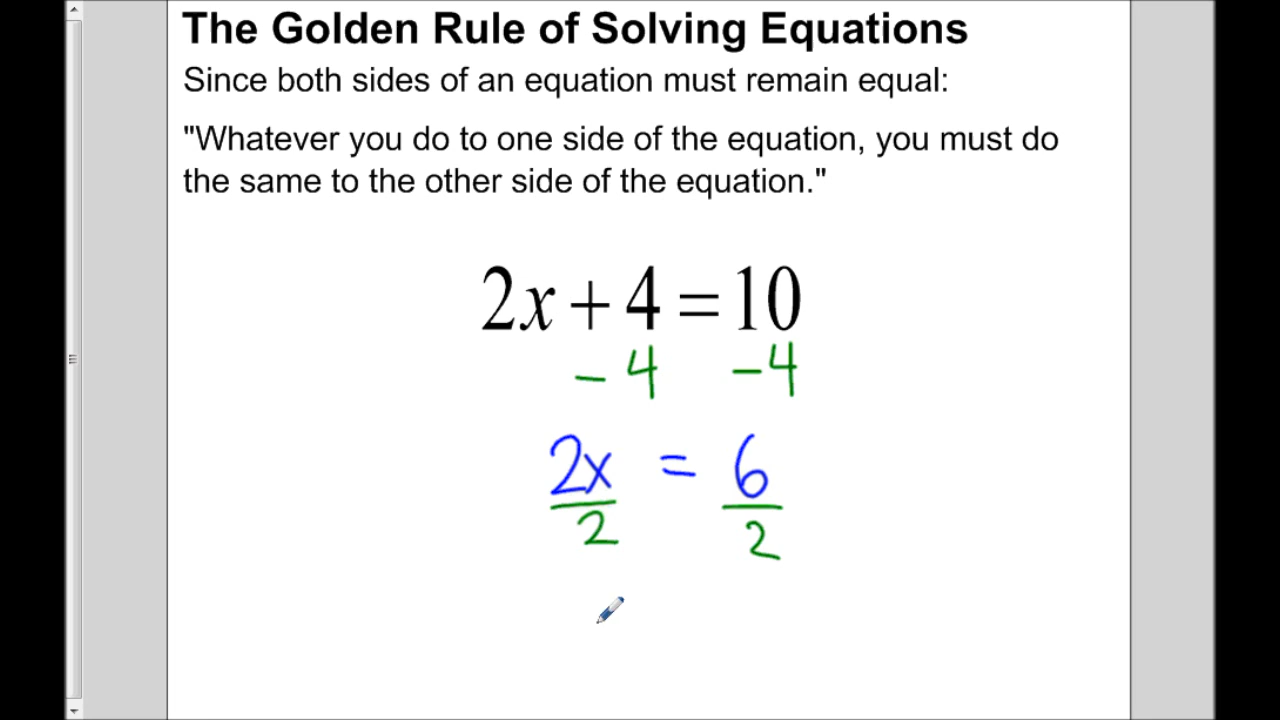 The Golden Rule of Solving Equations
Since both sides of an equation must remain equal:
"Whatever you do to one side of the equation, you must do
the same to the other side of the equation."
2x + 4 = 10
- 4 -4
2x = 6
2 2